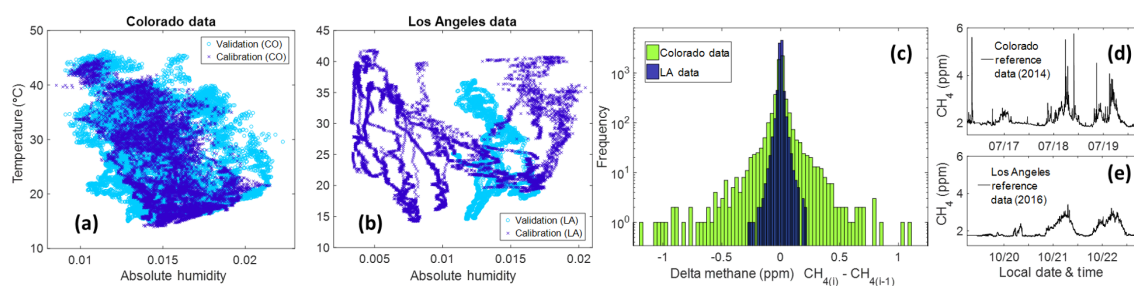 Colorado data
Validation (CO)
Calibration (CO)
Temperature (°C)
50
40
30
20
10
0.01
0.015
0.02
Absolute humidity
(a)
Los Angeles data
45
40
35
30
25
20
15
10
0.005
0.01
0.015
0.02
Absolute humidity
(b)
Validation (LA)
Calibration (LA)
Colorado data
LA data
(c)
Frequency
10³
10²
10¹
10⁰
-1
-0.5
0
0.5
1
Delta methane (ppm) CH₄₍ᵢ₎ - CH₄₍ᵢ₋₁₎
CH₄ (ppm)
6
4
2
Colorado
reference
data (2014)
(d)
07/17
07/18
07/19
CH₄ (ppm)
6
4
2
Los Angeles
reference
data (2016)
(e)
10/20
10/21
10/22
Local date & time